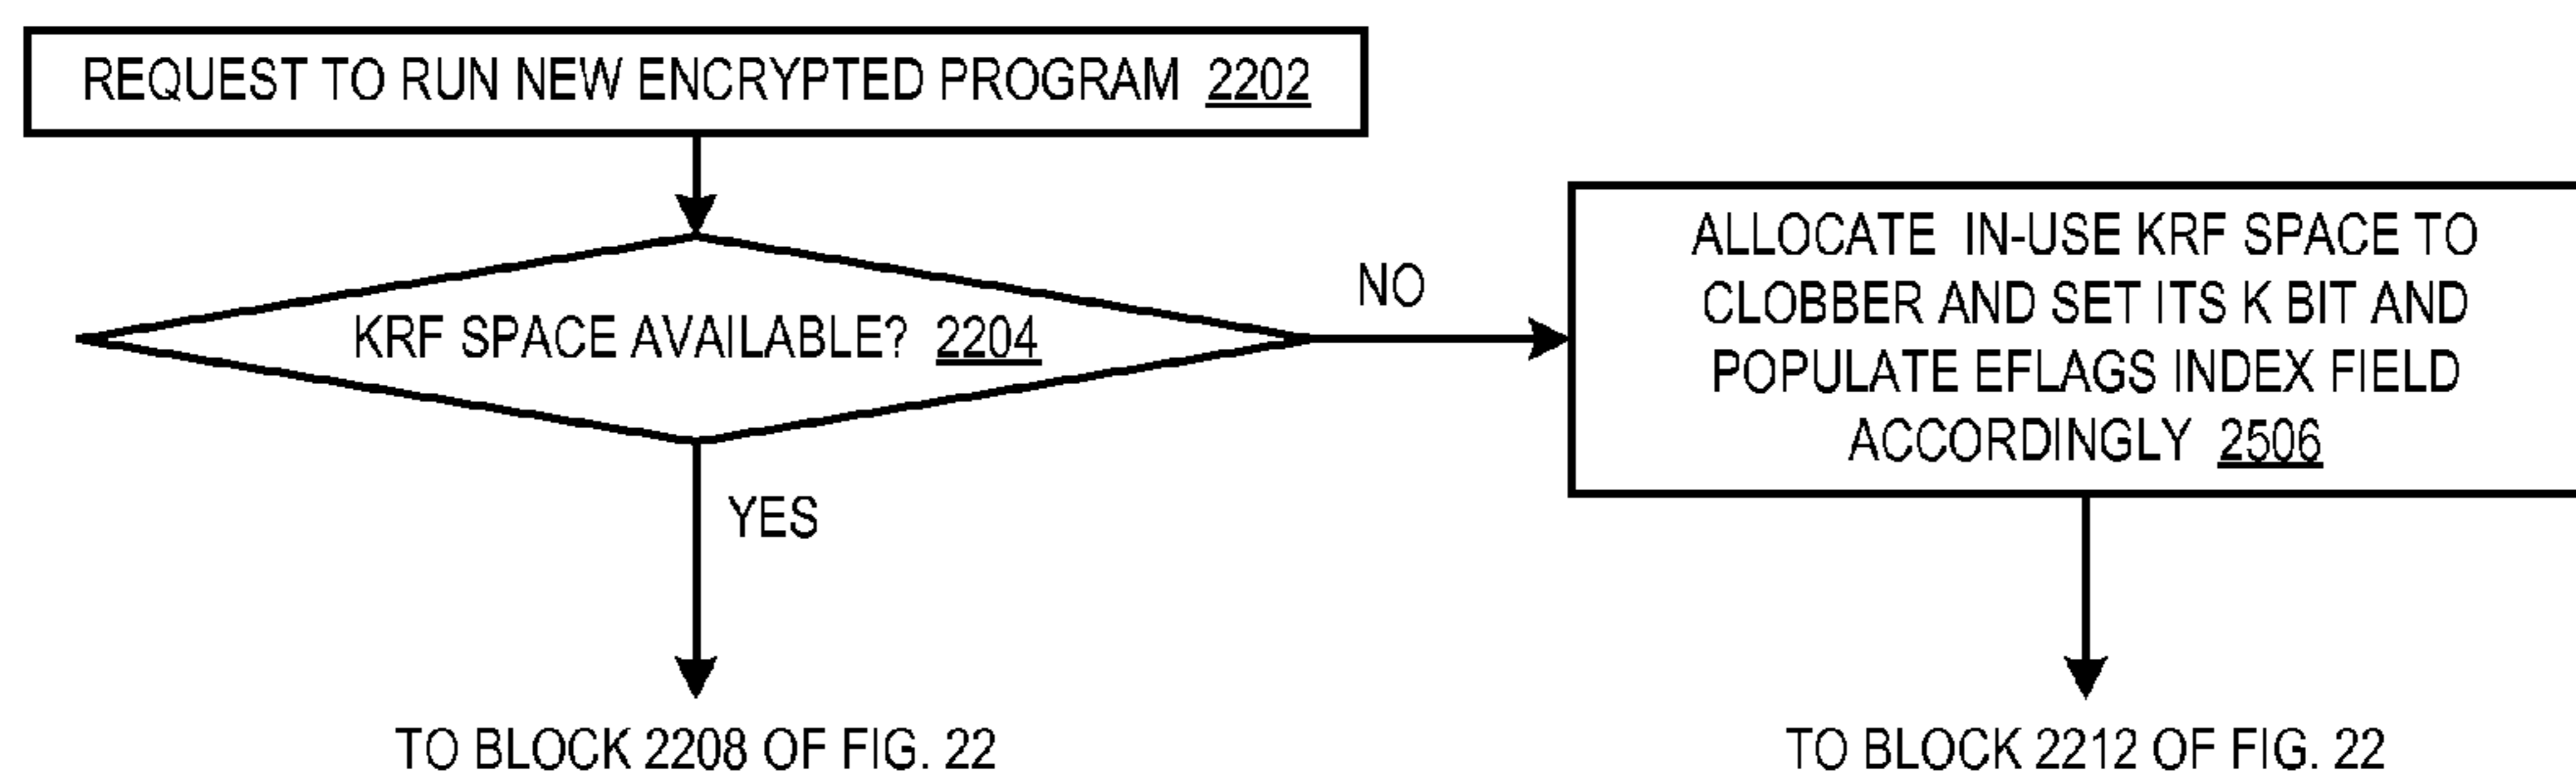 REQUEST TO RUN NEW ENCRYPTED PROGRAM 2202
KRF SPACE AVAILABLE? 2204
NO
ALLOCATE IN-USE KRF SPACE TO
CLOBBER AND SET ITS K BIT AND
POPULATE EFLAGS INDEX FIELD
ACCORDINGLY 2506
YES
TO BLOCK 2208 OF FIG. 22
TO BLOCK 2212 OF FIG. 22